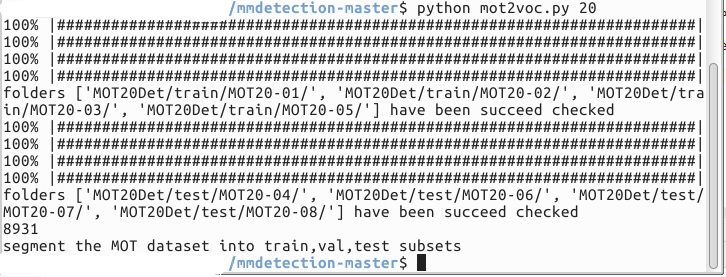 /mmdetection-master$ python mot2voc.py 20
100% |########################################################################|
100% |########################################################################|
100% |########################################################################|
100% |########################################################################|
folders ['MOT20Det/train/MOT20-01/', 'MOT20Det/train/MOT20-02/', 'MOT20Det/tra
in/MOT20-03/', 'MOT20Det/train/MOT20-05/'] have been succeed checked
100% |########################################################################|
100% |########################################################################|
100% |########################################################################|
100% |########################################################################|
folders ['MOT20Det/test/MOT20-04/', 'MOT20Det/test/MOT20-06/', 'MOT20Det/test/
MOT20-07/', 'MOT20Det/test/MOT20-08/'] have been succeed checked
8931
segment the MOT dataset into train,val,test subsets
/mmdetection-master$